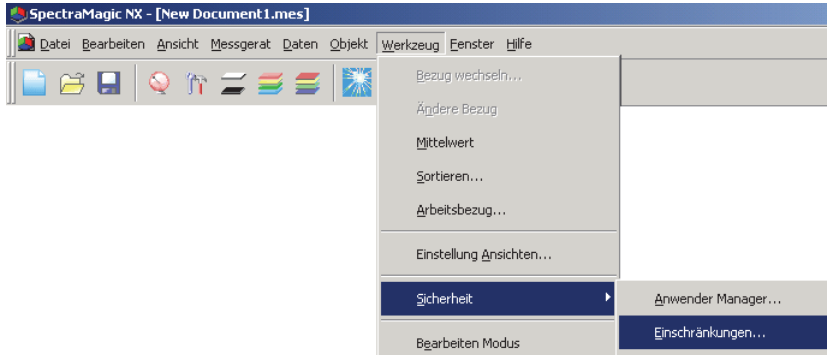 SpectraMagic NX - [New Document1.mes]
Datei Bearbeiten Ansicht Messgerat Daten Objekt Werkzeug Fenster Hilfe
Bezug wechseln...
Ändere Bezug
Mittelwert
Sortieren...
Arbeitsbezug...
Einstellung Ansichten...
Sicherheit
Anwender Manager...
Einschränkungen...
Bearbeiten Modus